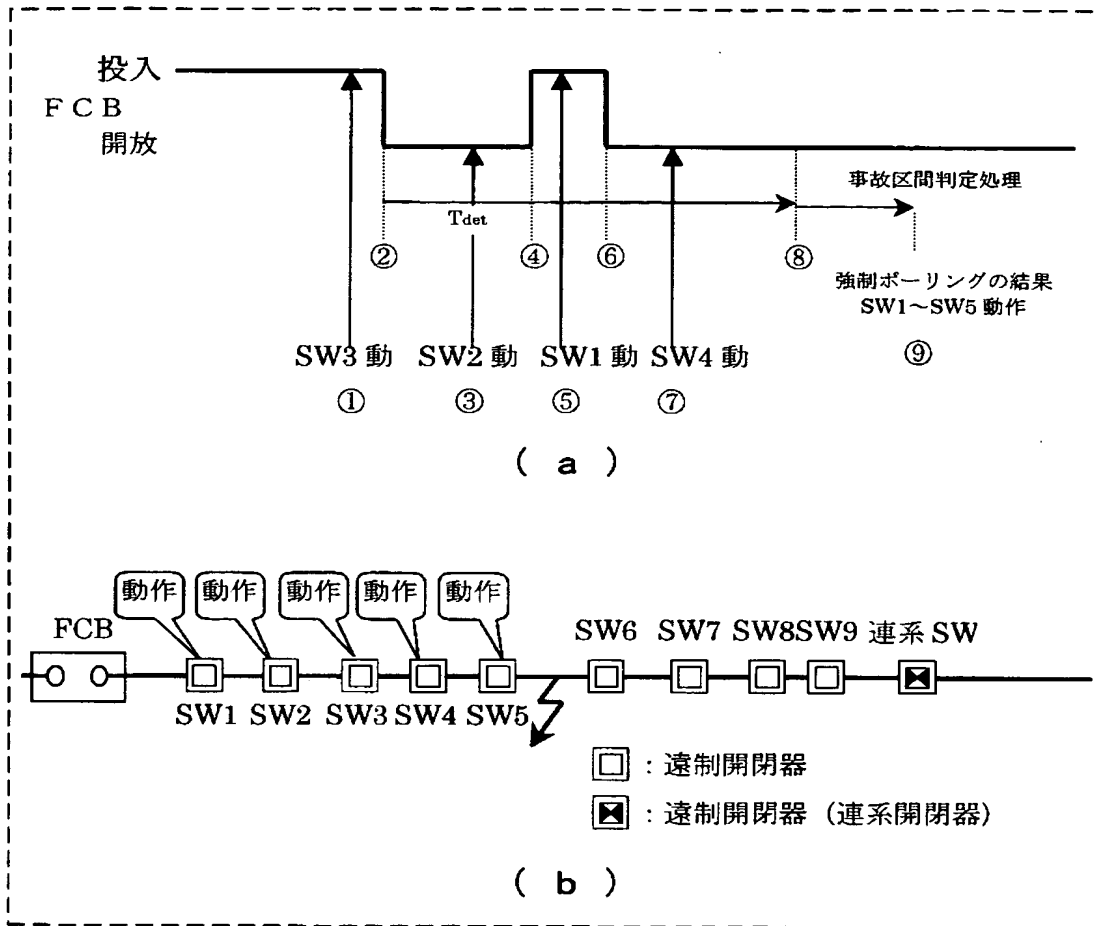 投入
FCB
開放
事故区間判定処理
Tdet
② ④ ⑥ ⑧
強制ポーリングの結果
SW1～SW5 動作
SW3 動 SW2 動 SW1 動 SW4 動
① ③ ⑤ ⑦ ⑨
( a )
動作 動作 動作 動作 動作
FCB SW6 SW7 SW8 SW9 連系 SW
SW1 SW2 SW3 SW4 SW5
：遠制開閉器
：遠制開閉器（連系開閉器）
( b )